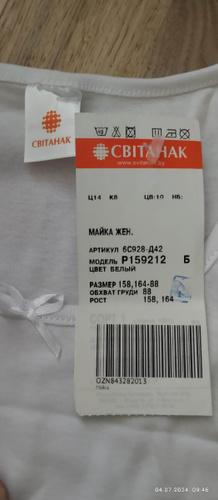 СВIТАНАК
СВIТАНАК
www.svitanak.by
Ц14 К8 ЦВ:10 НБ:
МАЙКА ЖЕН.
АРТИКУЛ 6С928-Д42
МОДЕЛЬ Р159212 Б
ЦВЕТ БЕЛЫЙ
РАЗМЕР 158,164-88
ОБХВАТ ГРУДИ 88
РОСТ 158, 164
OZN843282013
04.07.2024 09:46